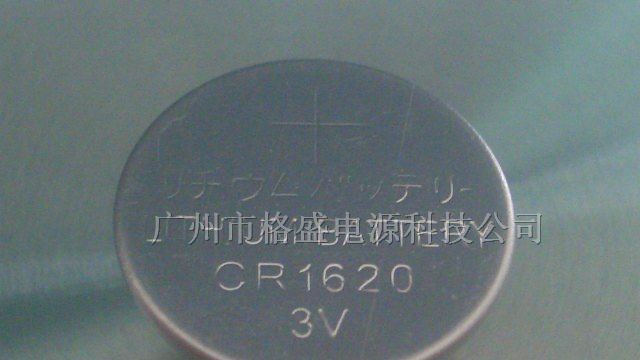 +
リチウムバッテリー
广州市格盛电源科技公司
CR1620
3V